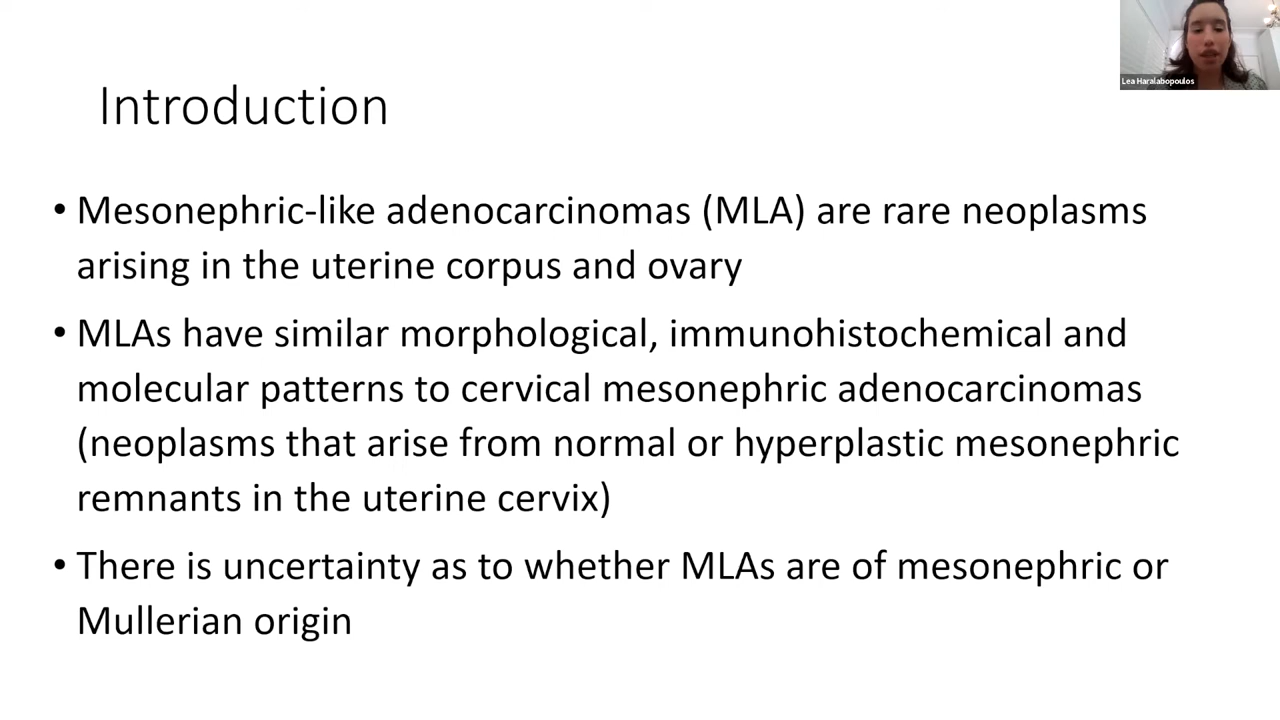 Lea Haralabopoulos
Introduction
• Mesonephric-like adenocarcinomas (MLA) are rare neoplasms
arising in the uterine corpus and ovary
• MLAs have similar morphological, immunohistochemical and
molecular patterns to cervical mesonephric adenocarcinomas
(neoplasms that arise from normal or hyperplastic mesonephric
remnants in the uterine cervix)
• There is uncertainty as to whether MLAs are of mesonephric or
Mullerian origin